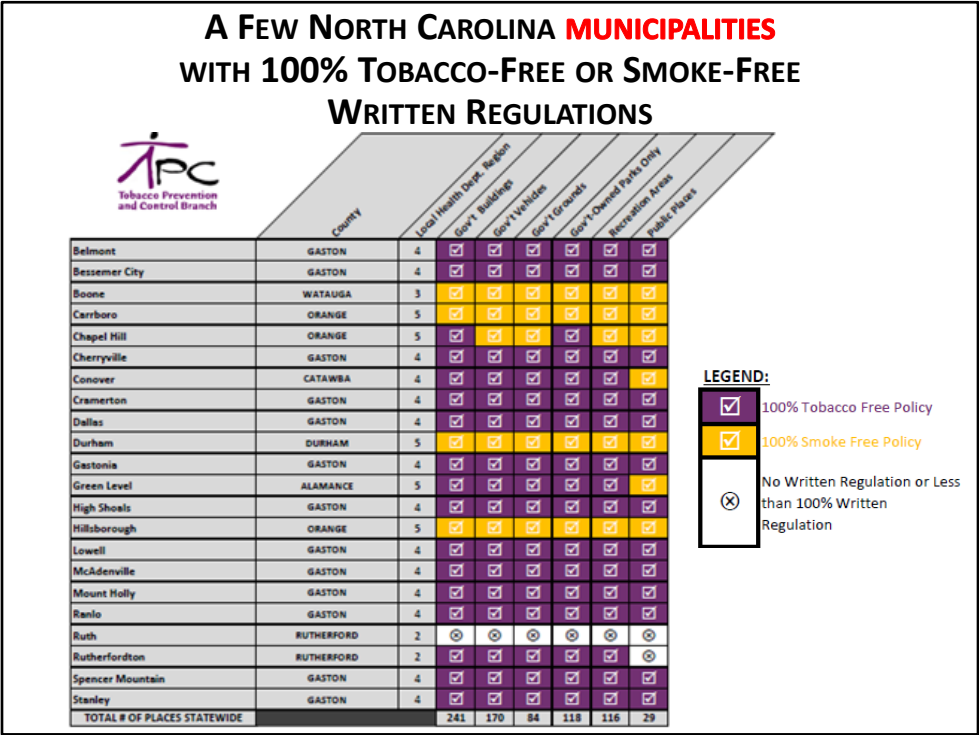 A FEW NORTH CAROLINA MUNICIPALITIES
WITH 100% TOBACCO-FREE OR SMOKE-FREE
WRITTEN REGULATIONS
TPC
Tobacco Prevention
and Control Branch
County
Local Health Dept. Region
Gov't Buildings
Gov't Vehicles
Gov't Grounds
Gov't-Owned Parks Only
Recreation Areas
Public Places
Belmont GASTON 4 ☑ ☑ ☑ ☑ ☑ ☑
Bessemer City GASTON 4 ☑ ☑ ☑ ☑ ☑ ☑
Boone WATAUGA 3 ☑ ☑ ☑ ☑ ☑ ☑
Carrboro ORANGE 5 ☑ ☑ ☑ ☑ ☑ ☑
Chapel Hill ORANGE 5 ☑ ☑ ☑ ☑ ☑ ☑
Cherryville GASTON 4 ☑ ☑ ☑ ☑ ☑ ☑
Conover CATAWBA 4 ☑ ☑ ☑ ☑ ☑ ☑
Cramerton GASTON 4 ☑ ☑ ☑ ☑ ☑ ☑
Dallas GASTON 4 ☑ ☑ ☑ ☑ ☑ ☑
Durham DURHAM 5 ☑ ☑ ☑ ☑ ☑ ☑
Gastonia GASTON 4 ☑ ☑ ☑ ☑ ☑ ☑
Green Level ALAMANCE 5 ☑ ☑ ☑ ☑ ☑ ☑
High Shoals GASTON 4 ☑ ☑ ☑ ☑ ☑ ☑
Hillsborough ORANGE 5 ☑ ☑ ☑ ☑ ☑ ☑
Lowell GASTON 4 ☑ ☑ ☑ ☑ ☑ ☑
McAdenville GASTON 4 ☑ ☑ ☑ ☑ ☑ ☑
Mount Holly GASTON 4 ☑ ☑ ☑ ☑ ☑ ☑
Ranlo GASTON 4 ☑ ☑ ☑ ☑ ☑ ☑
Ruth RUTHERFORD 2 ⊗ ⊗ ⊗ ⊗ ⊗ ⊗
Rutherfordton RUTHERFORD 2 ☑ ☑ ☑ ☑ ☑ ⊗
Spencer Mountain GASTON 4 ☑ ☑ ☑ ☑ ☑ ☑
Stanley GASTON 4 ☑ ☑ ☑ ☑ ☑ ☑
TOTAL # OF PLACES STATEWIDE 241 170 84 118 116 29
LEGEND:
☑ 100% Tobacco Free Policy
☑ 100% Smoke Free Policy
No Written Regulation or Less
⊗ than 100% Written
Regulation